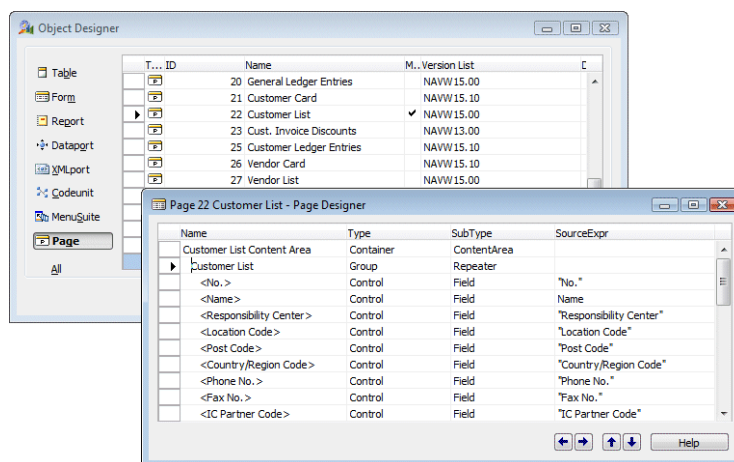 Object Designer
T... ID Name M.. Version List D
Table
Form
Report
Dataport
XMLport
Codeunit
MenuSuite
Page
All
20 General Ledger Entries NAVW15.00
21 Customer Card NAVW15.10
22 Customer List NAVW15.00
23 Cust. Invoice Discounts NAVW13.00
25 Customer Ledger Entries NAVW15.10
26 Vendor Card NAVW15.10
27 Vendor List NAVW15.00
Page 22 Customer List - Page Designer
Name Type SubType SourceExpr
Customer List Content Area Container ContentArea
Customer List Group Repeater
<No.> Control Field "No."
<Name> Control Field Name
<Responsibility Center> Control Field "Responsibility Center"
<Location Code> Control Field "Location Code"
<Post Code> Control Field "Post Code"
<Country/Region Code> Control Field "Country/Region Code"
<Phone No.> Control Field "Phone No."
<Fax No.> Control Field "Fax No."
<IC Partner Code> Control Field "IC Partner Code"
Help